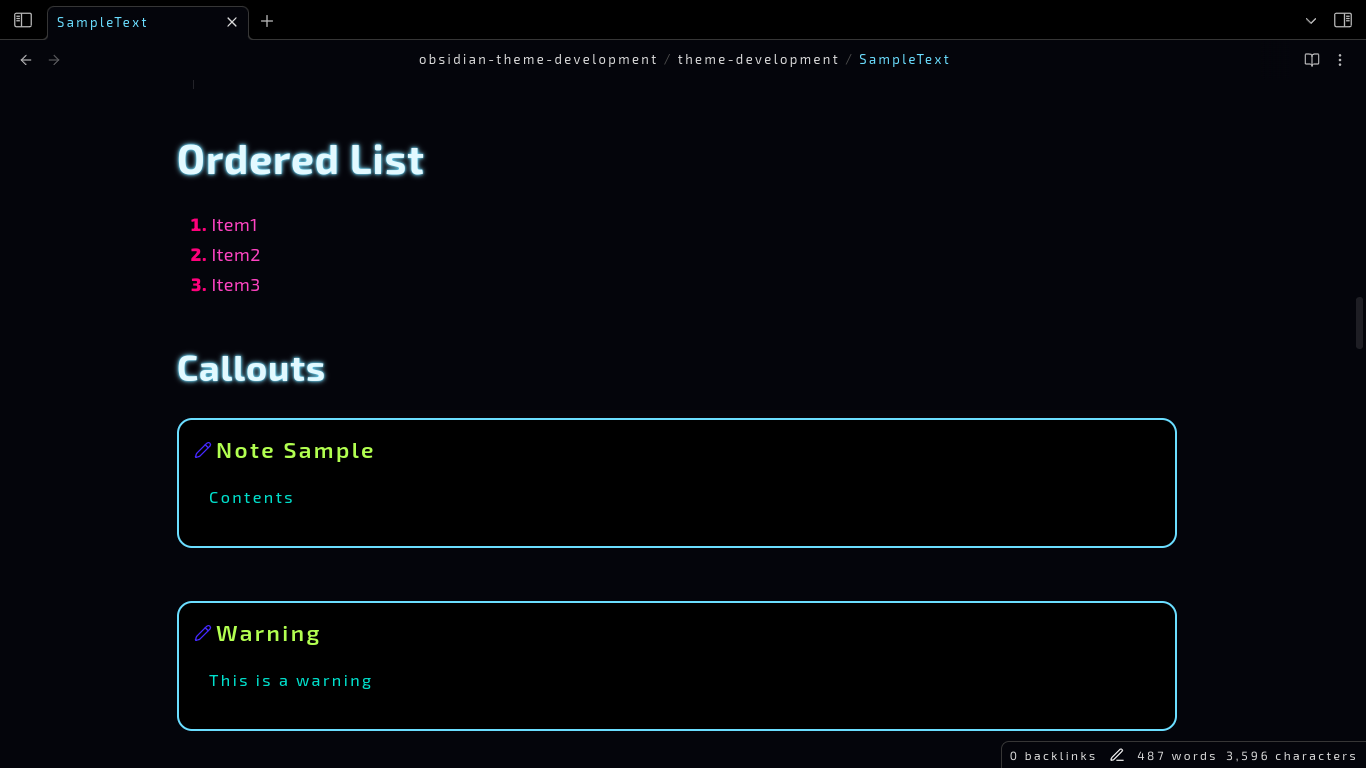 SampleText
obsidian-theme-development / theme-development / SampleText
Ordered List
1. Item1
2. Item2
3. Item3
Callouts
Note Sample
Contents
Warning
This is a warning
0 backlinks 487 words 3,596 characters